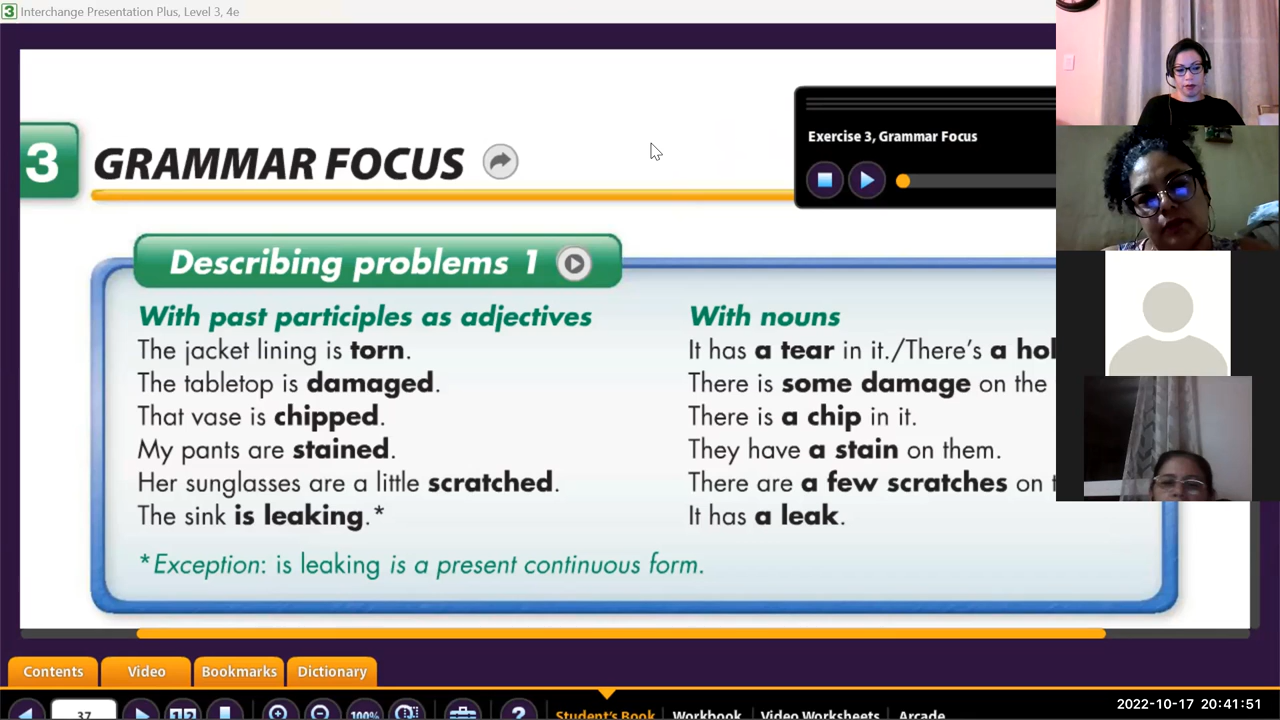 3 Interchange Presentation Plus, Level 3, 4e
Exercise 3, Grammar Focus
3 GRAMMAR FOCUS
Describing problems 1
With past participles as adjectives
The jacket lining is torn.
The tabletop is damaged.
That vase is chipped.
My pants are stained.
Her sunglasses are a little scratched.
The sink is leaking.*
With nouns
It has a tear in it./There's a hol
There is some damage on the
There is a chip in it.
They have a stain on them.
There are a few scratches on t
It has a leak.
*Exception: is leaking is a present continuous form.
Contents Video Bookmarks Dictionary
37 100% ? Student's Book Workbook Video Worksheets Arcade
2022-10-17 20:41:51